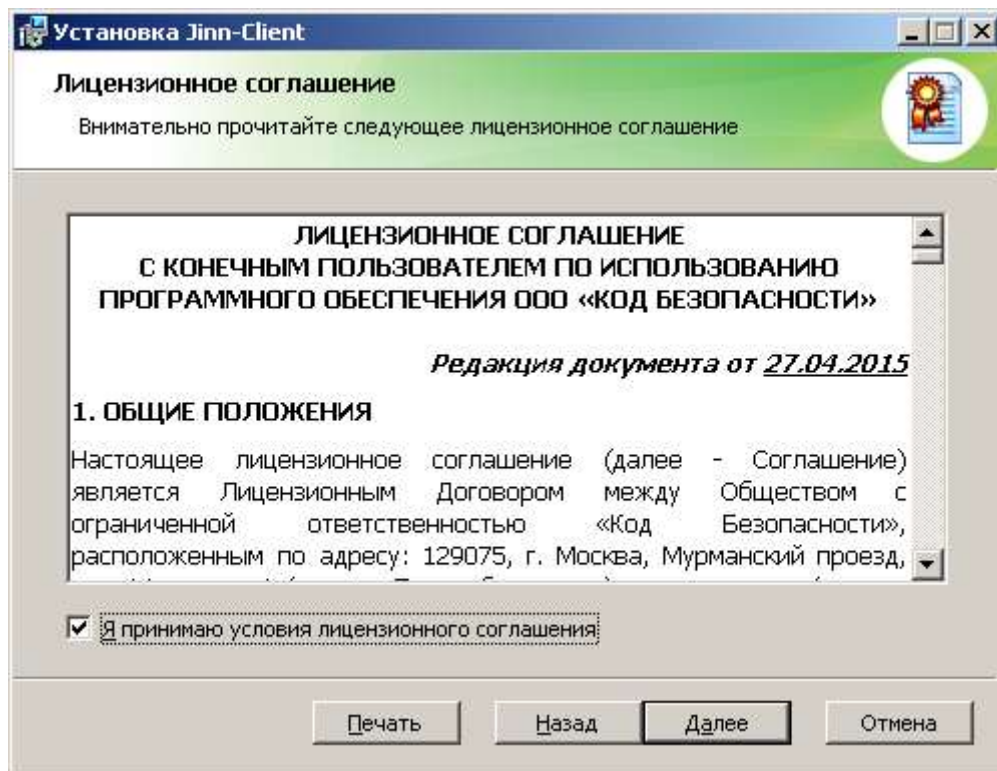 Установка Jinn-Client
Лицензионное соглашение
Внимательно прочитайте следующее лицензионное соглашение
ЛИЦЕНЗИОННОЕ СОГЛАШЕНИЕ
С КОНЕЧНЫМ ПОЛЬЗОВАТЕЛЕМ ПО ИСПОЛЬЗОВАНИЮ
ПРОГРАММНОГО ОБЕСПЕЧЕНИЯ ООО «КОД БЕЗОПАСНОСТИ»
Редакция документа от 27.04.2015
1. ОБЩИЕ ПОЛОЖЕНИЯ
Настоящее лицензионное соглашение (далее - Соглашение)
является Лицензионным Договором между Обществом с
ограниченной ответственностью «Код Безопасности»,
расположенным по адресу: 129075, г. Москва, Мурманский проезд,
Я принимаю условия лицензионного соглашения
Печать Назад Далее Отмена